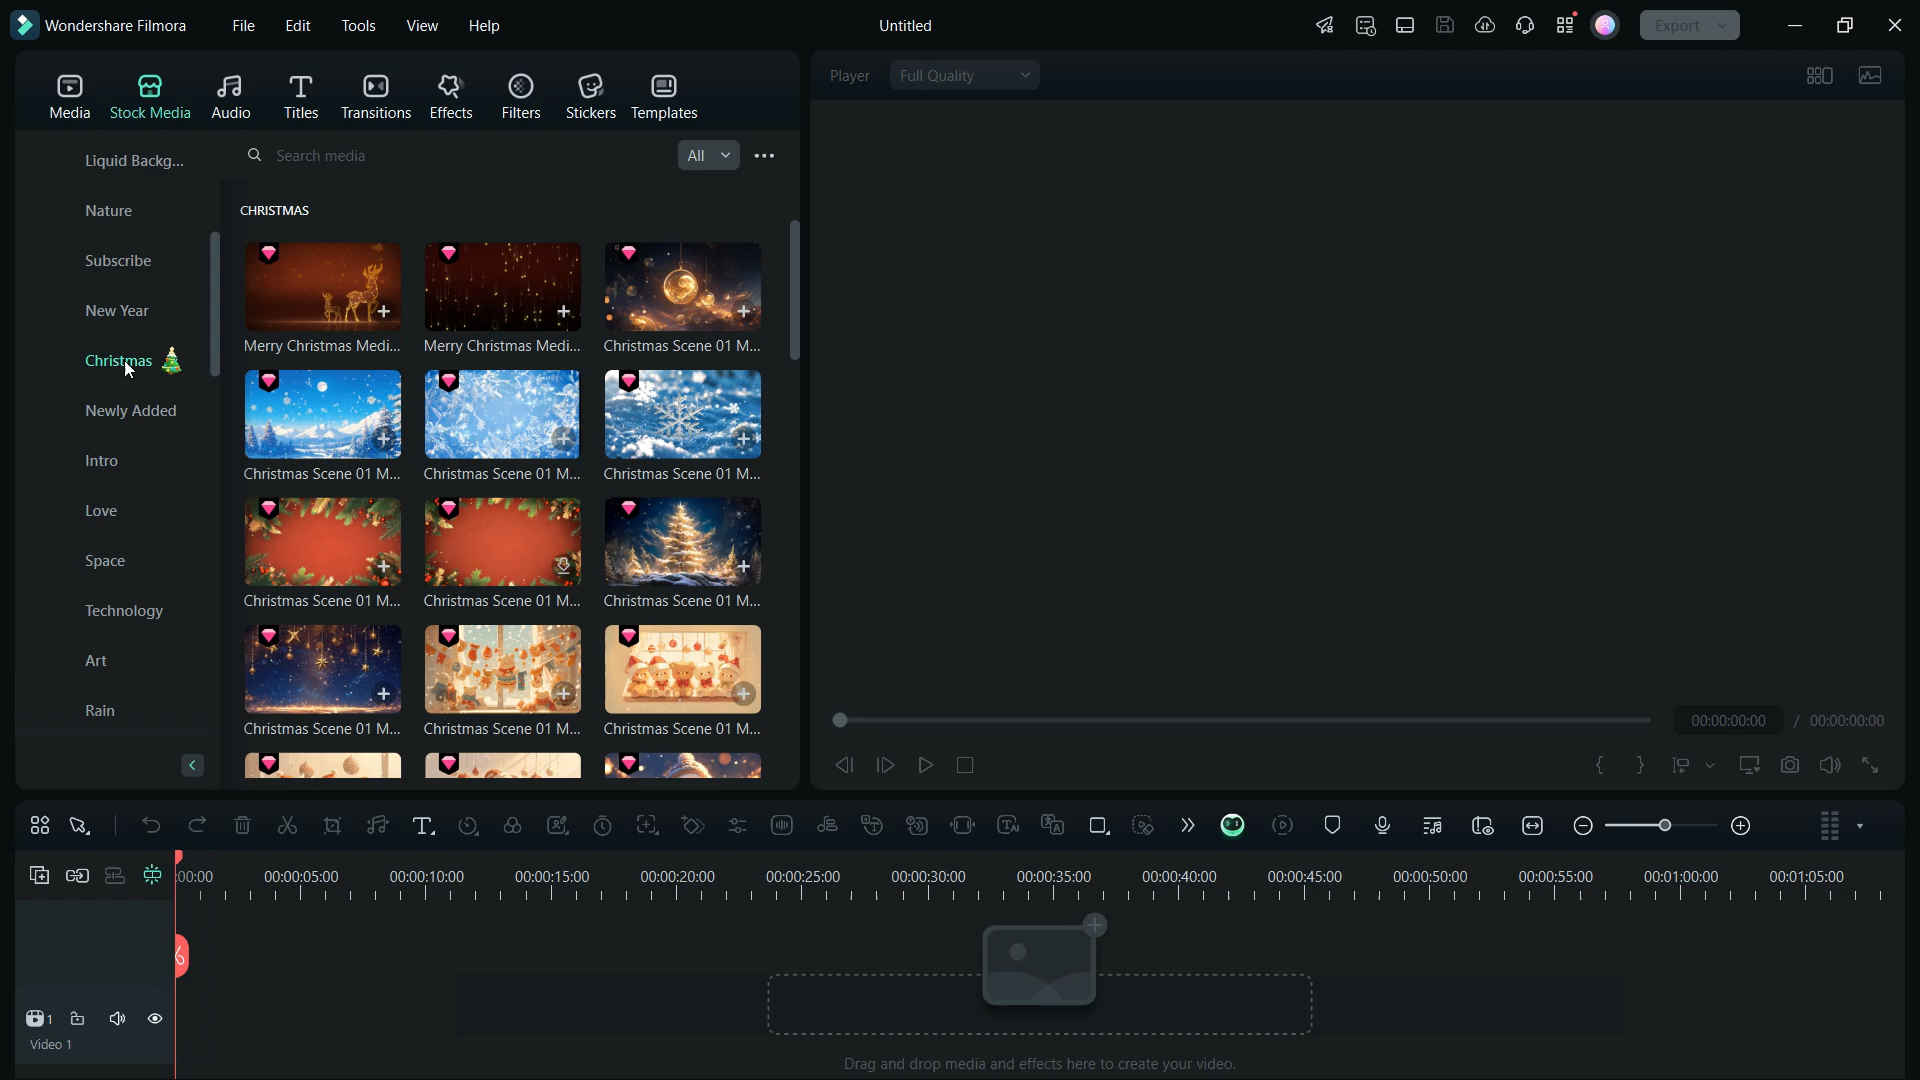 Wondershare Filmora
File
Edit
Tools
View
Help
Untitled
Export
Media
Stock Media
Audio
Titles
Transitions
Effects
Filters
Stickers
Templates
Player
Full Quality
Liquid Backg...
Nature
Subscribe
New Year
Christmas
Newly Added
Intro
Love
Space
Technology
Art
Rain
Search media
All
CHRISTMAS
Merry Christmas Medi...
Merry Christmas Medi...
Christmas Scene 01 M...
Christmas Scene 01 M...
Christmas Scene 01 M...
Christmas Scene 01 M...
Christmas Scene 01 M...
Christmas Scene 01 M...
Christmas Scene 01 M...
Christmas Scene 01 M...
Christmas Scene 01 M...
Christmas Scene 01 M...
00:00:00:00 / 00:00:00:00
:00:00
00:00:05:00
00:00:10:00
00:00:15:00
00:00:20:00
00:00:25:00
00:00:30:00
00:00:35:00
00:00:40:00
00:00:45:00
00:00:50:00
00:00:55:00
00:01:00:00
00:01:05:00
1
Video 1
Drag and drop media and effects here to create your video.